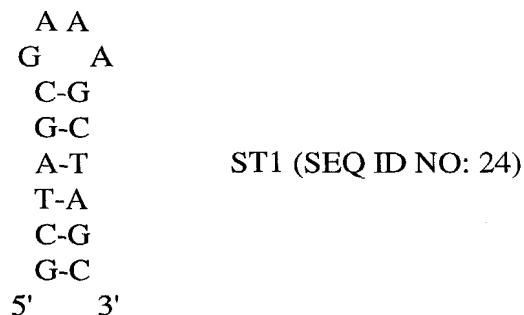 A A
G A
C-G
G-C
A-T ST1 (SEQ ID NO: 24)
T-A
C-G
G-C
5' 3'